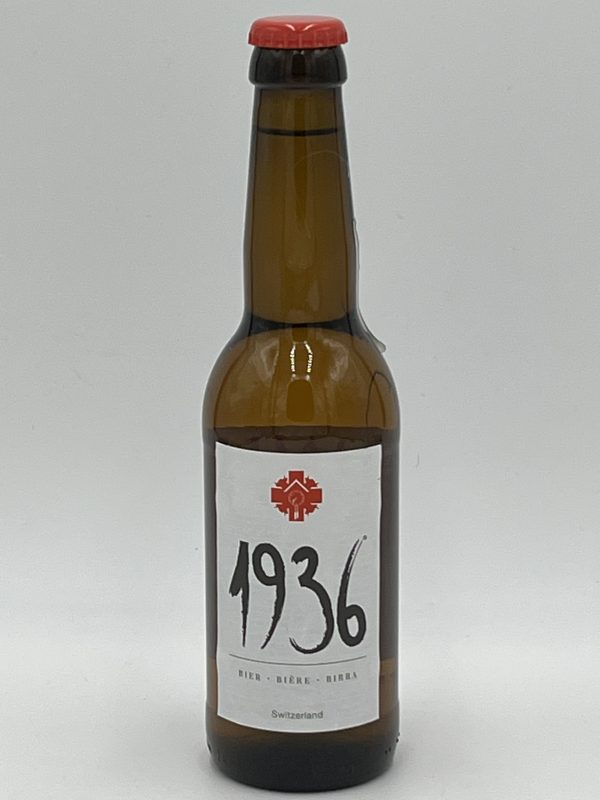 1936
BIER · BIÈRE · BIRRA
Switzerland